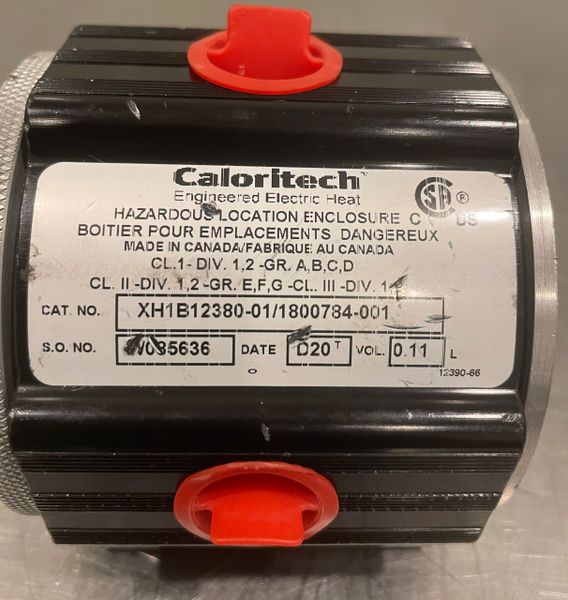 Caloritech™
Engineered Electric Heat
HAZARDOUS LOCATION ENCLOSURE C US
BOITIER POUR EMPLACEMENTS DANGEREUX
MADE IN CANADA/FABRIQUE AU CANADA
CL.1- DIV. 1,2 -GR. A,B,C,D
CL. II -DIV. 1,2 -GR. E,F,G -CL. III -DIV. 1
CAT. NO. XH1B12380-01/1800784-001
S.O. NO. W035636 DATE D20 T VOL. 0.11 L
12390-66